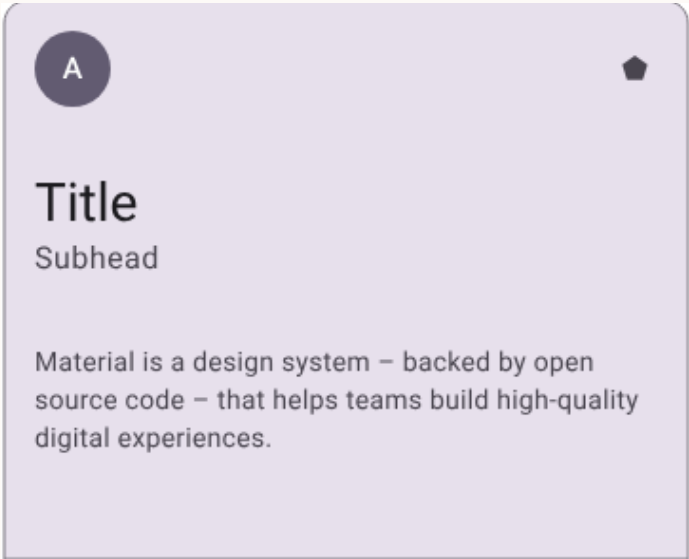 A
Title
Subhead
Material is a design system – backed by open
source code – that helps teams build high-quality
digital experiences.